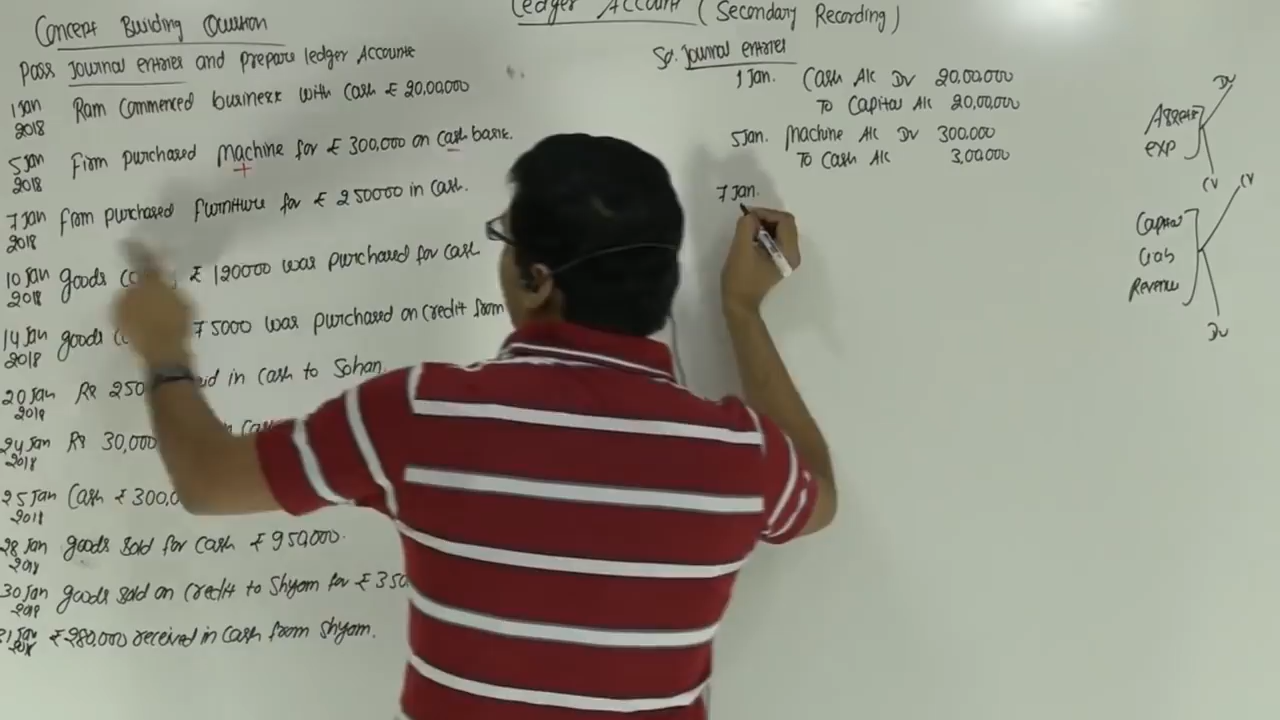 Concept Building Question
Pass Journal entries and prepare ledger Accounts
1 Jan 2018 Ram Commenced business with cash ₹ 20,00,000
5 Jan 2018 Firm purchased Machine for ₹ 300,000 on cash basis.
+
7 Jan 2018 firm purchased furniture for ₹ 250000 in cash.
10 Jan 2018 goods ₹ 120000 was purchased for cash
14 Jan 2018 goods 75000 was purchased on credit from
20 Jan 2018 RR 250 in cash to Sohan
24 Jan 2018 RR 30,000
25 Jan 2018 Cash ₹ 300,0
28 Jan 2018 goods sold for cash ₹ 950,000.
30 Jan 2018 goods sold on credit to Shyam for ₹ 350
31 Jan ₹ 280,000 received in cash from Shyam.
Ledger Account (Secondary Recording)
So. Journal entries
1 Jan. Cash A/c Dr 20,00,000
To Capital A/c 20,00,000
5 Jan. Machine A/c Dr 300,000
To Cash A/c 3,00,000
7 Jan.
Dr
Assets
exp
Cr
Cr
Capital
Liab
Revenue
Dr